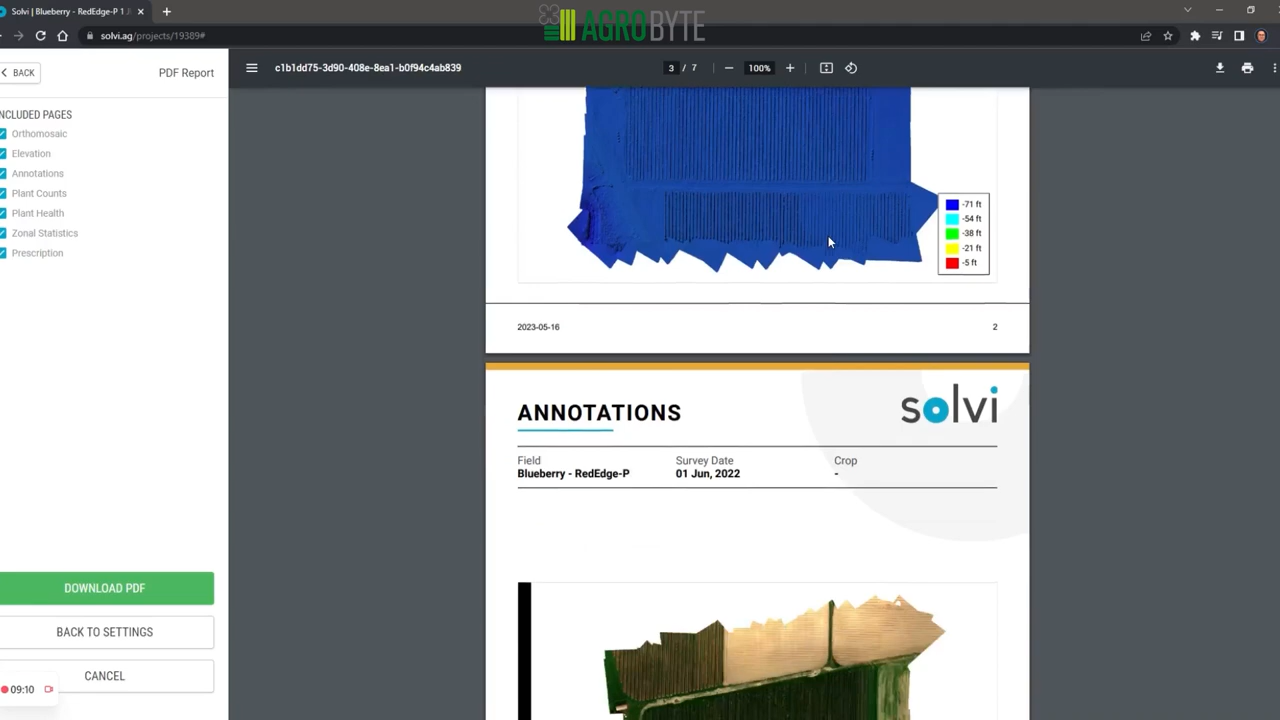 Solvi | Blueberry - RedEdge-P J
AGROBYTE
solvi.ag/projects/19389#
BACK
PDF Report
c1b1dd75-3d90-408e-8ea1-b0f94c4ab839
3 / 7
100%
NCLUDED PAGES
Orthomosaic
Elevation
Annotations
Plant Counts
Plant Health
Zonal Statistics
Prescription
-71 ft
-54 ft
-38 ft
-21 ft
-5 ft
2023-05-16
2
ANNOTATIONS
solvi
Field
Survey Date
Crop
Blueberry - RedEdge-P
01 Jun, 2022
-
DOWNLOAD PDF
BACK TO SETTINGS
CANCEL
09:10